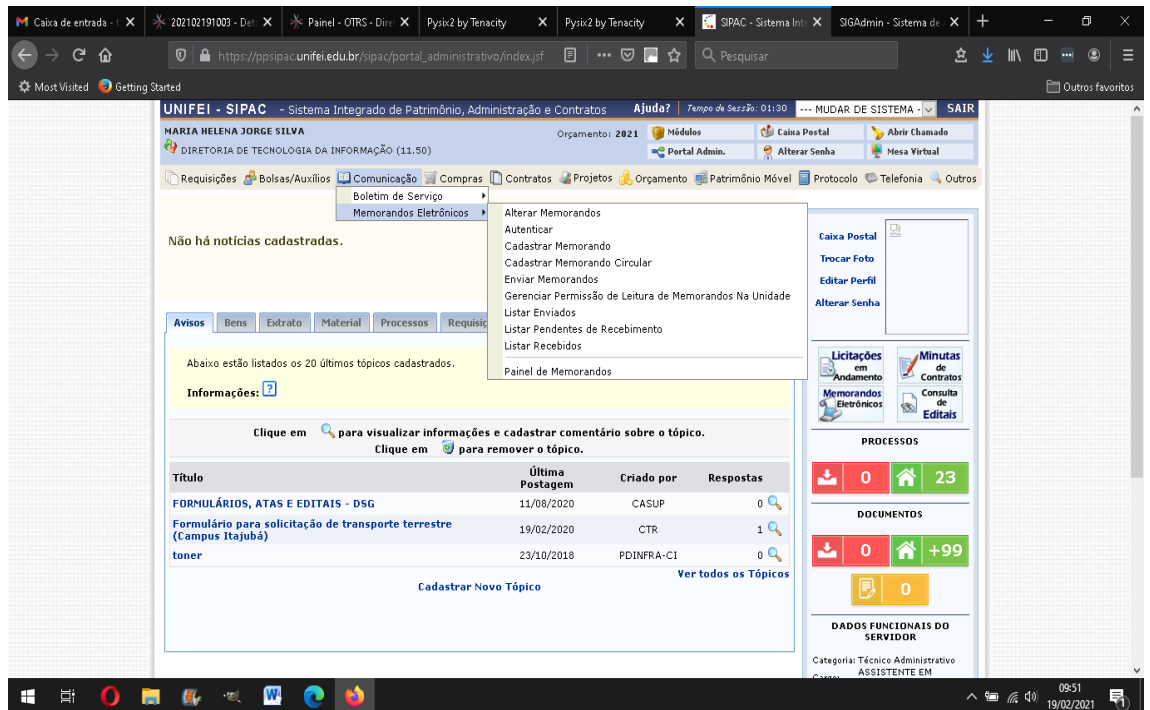 Caixa de entrada - t
202102191003 - Det
Painel - OTRS - Diret
Pysix2 by Tenacity
Pysix2 by Tenacity
SIPAC - Sistema Int
SIGAdmin - Sistema de
https://ppsipac.unifei.edu.br/sipac/portal_administrativo/index.jsf
Pesquisar
Most Visited
Getting Started
Outros favoritos
UNIFEI - SIPAC - Sistema Integrado de Patrimônio, Administração e Contratos
Ajuda?
Tempo de Sessão: 01:30
--- MUDAR DE SISTEMA -
SAIR
MARIA HELENA JORGE SILVA
Orçamento: 2021
Módulos
Caixa Postal
Abrir Chamado
DIRETORIA DE TECNOLOGIA DA INFORMAÇÃO (11.50)
Portal Admin.
Alterar Senha
Mesa Virtual
Requisições
Bolsas/Auxílios
Comunicação
Compras
Contratos
Projetos
Orçamento
Patrimônio Móvel
Protocolo
Telefonia
Outros
Boletim de Serviço
Memorandos Eletrônicos
Alterar Memorandos
Autenticar
Cadastrar Memorando
Cadastrar Memorando Circular
Enviar Memorandos
Gerenciar Permissão de Leitura de Memorandos Na Unidade
Listar Enviados
Listar Pendentes de Recebimento
Listar Recebidos
Painel de Memorandos
Não há notícias cadastradas.
Caixa Postal
Trocar Foto
Editar Perfil
Alterar Senha
Avisos
Bens
Extrato
Material
Processos
Requisiç
Abaixo estão listados os 20 últimos tópicos cadastrados.
Informações: ?
Clique em para visualizar informações e cadastrar comentário sobre o tópico.
Clique em para remover o tópico.
Título
Última Postagem
Criado por
Respostas
FORMULÁRIOS, ATAS E EDITAIS - DSG
11/08/2020
CASUP
0
Formulário para solicitação de transporte terrestre
(Campus Itajubá)
19/02/2020
CTR
1
toner
23/10/2018
PDINFRA-CI
0
Ver todos os Tópicos
Cadastrar Novo Tópico
Licitações
em
Andamento
Minutas
de
Contratos
Memorandos
Eletrônicos
Consulta
de
Editais
PROCESSOS
0
23
DOCUMENTOS
0
+99
0
DADOS FUNCIONAIS DO
SERVIDOR
Categoria: Técnico Administrativo
ASSISTENTE EM
Cargo:
09:51
19/02/2021